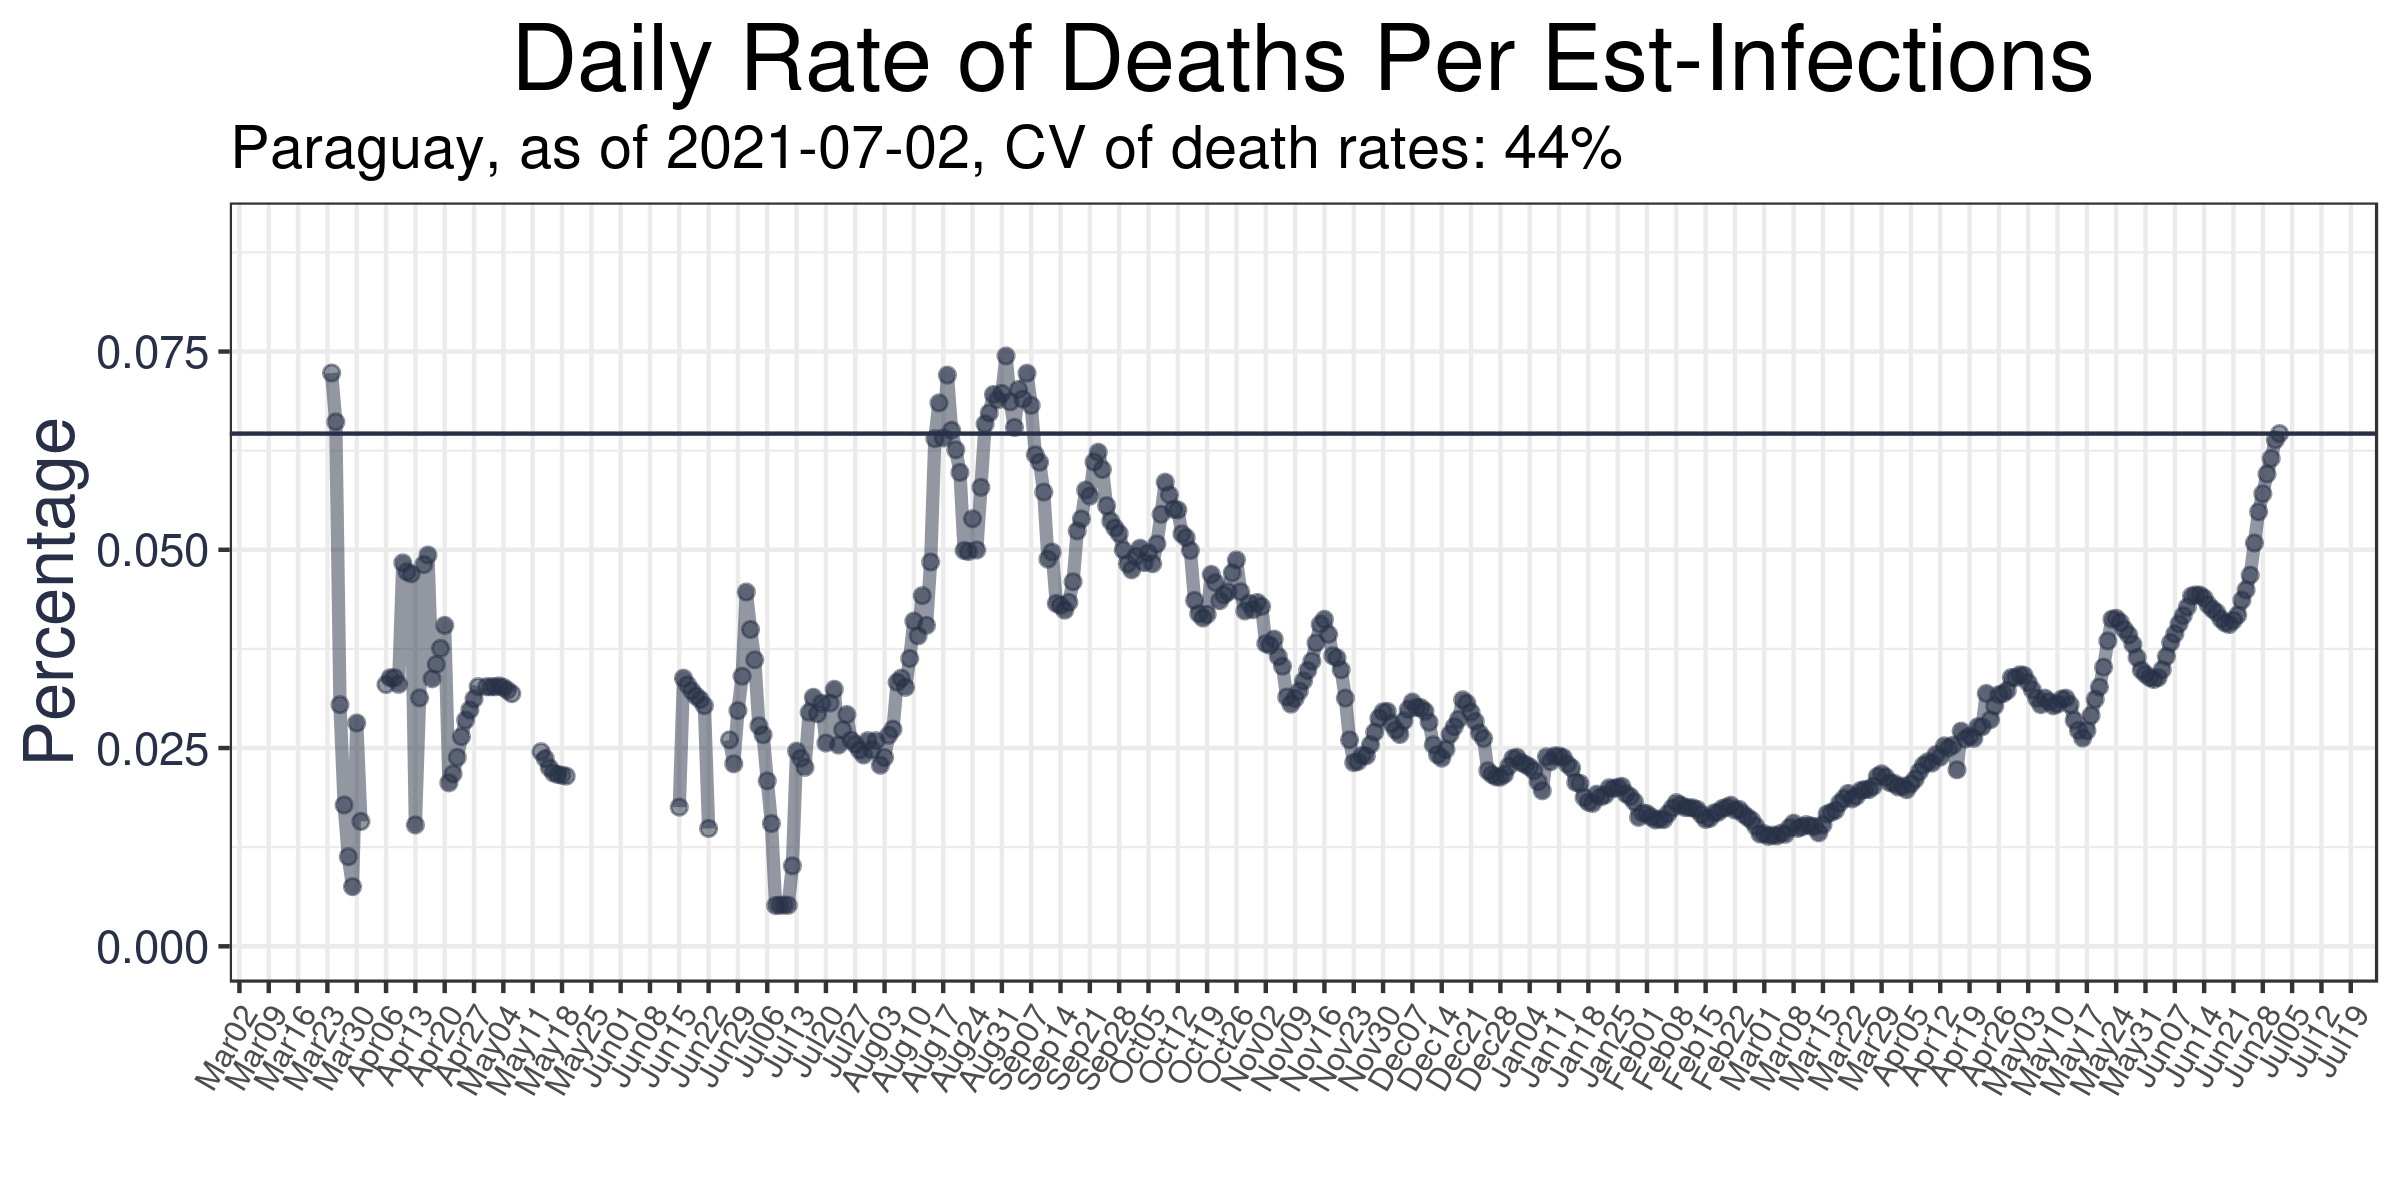 Daily Rate of Deaths Per Est-Infections
Paraguay, as of 2021-07-02, CV of death rates: 44%
Percentage
0.075
0.050
0.025
0.000
Mar02
Mar09
Mar16
Mar23
Mar30
Apr06
Apr13
Apr20
Apr27
May04
May11
May18
May25
Jun01
Jun08
Jun15
Jun22
Jun29
Jul06
Jul13
Jul20
Jul27
Aug03
Aug10
Aug17
Aug24
Aug31
Sep07
Sep14
Sep21
Sep28
Oct05
Oct12
Oct19
Oct26
Nov02
Nov09
Nov16
Nov23
Nov30
Dec07
Dec14
Dec21
Dec28
Jan04
Jan11
Jan18
Jan25
Feb01
Feb08
Feb15
Feb22
Mar01
Mar08
Mar15
Mar22
Mar29
Apr05
Apr12
Apr19
Apr26
May03
May10
May17
May24
May31
Jun07
Jun14
Jun21
Jun28
Jul05
Jul12
Jul19